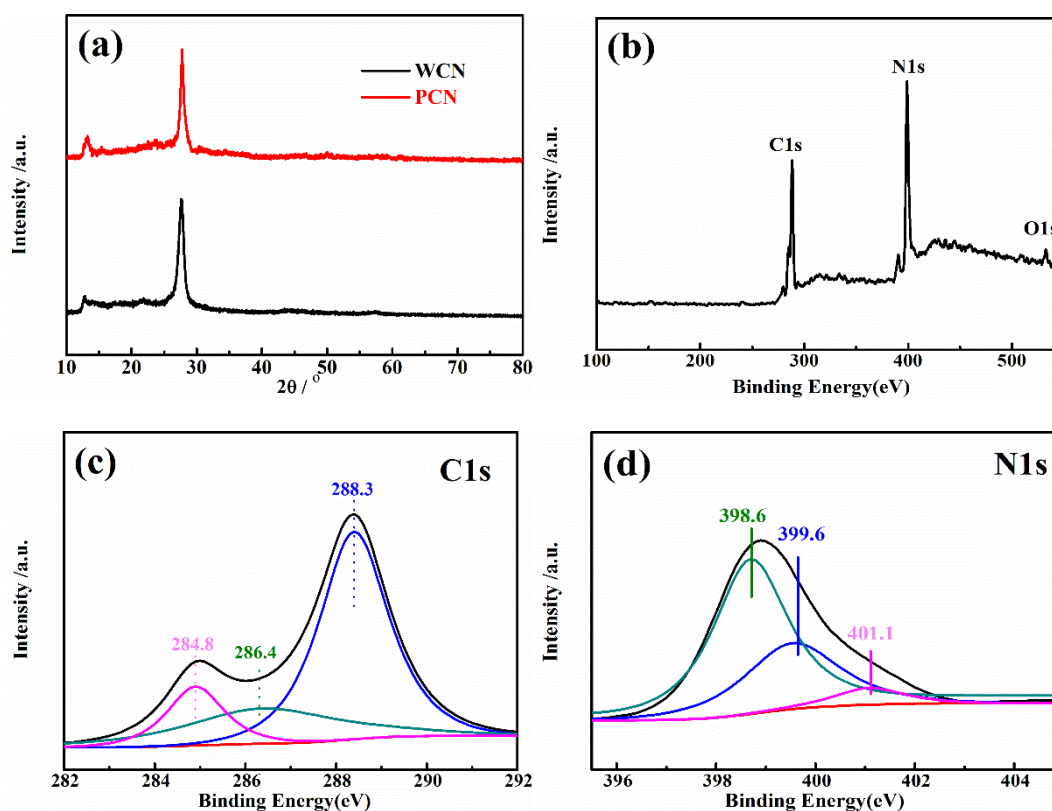 (a)
WCN
PCN
Intensity /a.u.
10 20 30 40 50 60 70 80
2θ / °
(b)
N1s
C1s
O1s
Intensity /a.u.
100 200 300 400 500
Binding Energy(eV)
(c)
C1s
288.3
284.8
286.4
Intensity /a.u.
282 284 286 288 290 292
Binding Energy(eV)
(d)
N1s
398.6
399.6
401.1
Intensity /a.u.
396 398 400 402 404
Binding Energy(eV)